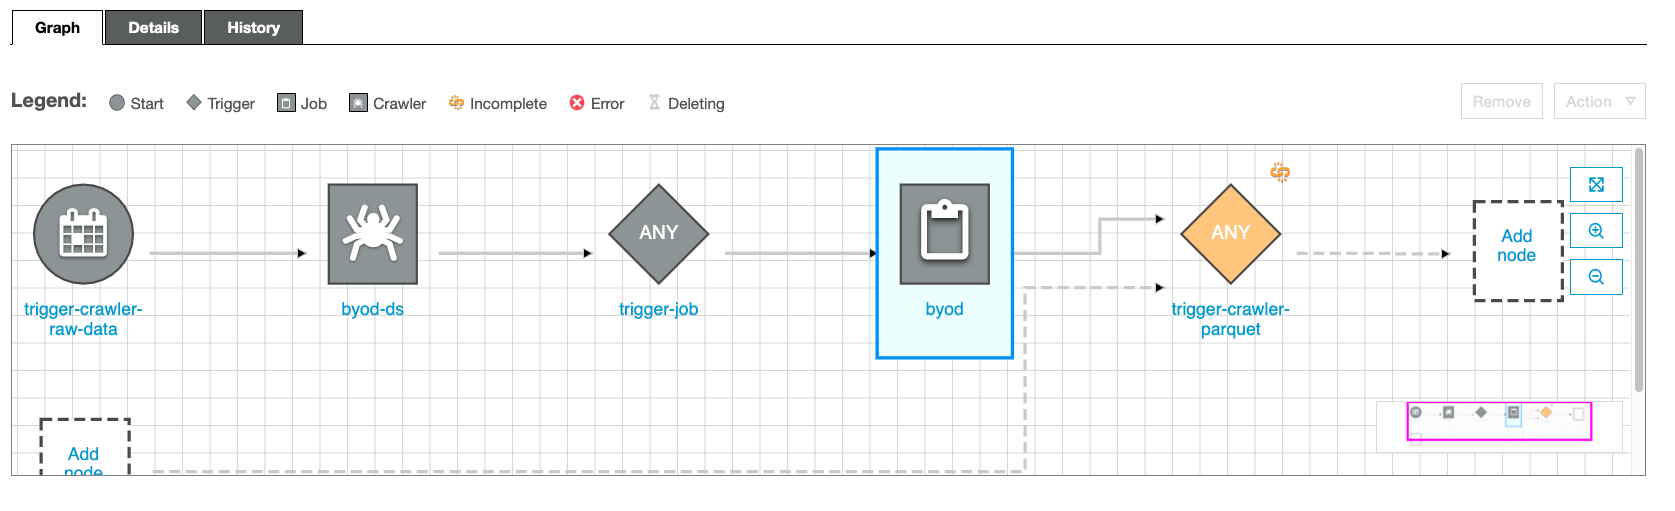 Graph
Details
History
Legend:
Start
Trigger
Job
Crawler
Incomplete
Error
Deleting
Remove
Action
ANY
ANY
Add
node
trigger-crawler-
raw-data
byod-ds
trigger-job
byod
trigger-crawler-
parquet
Add
node